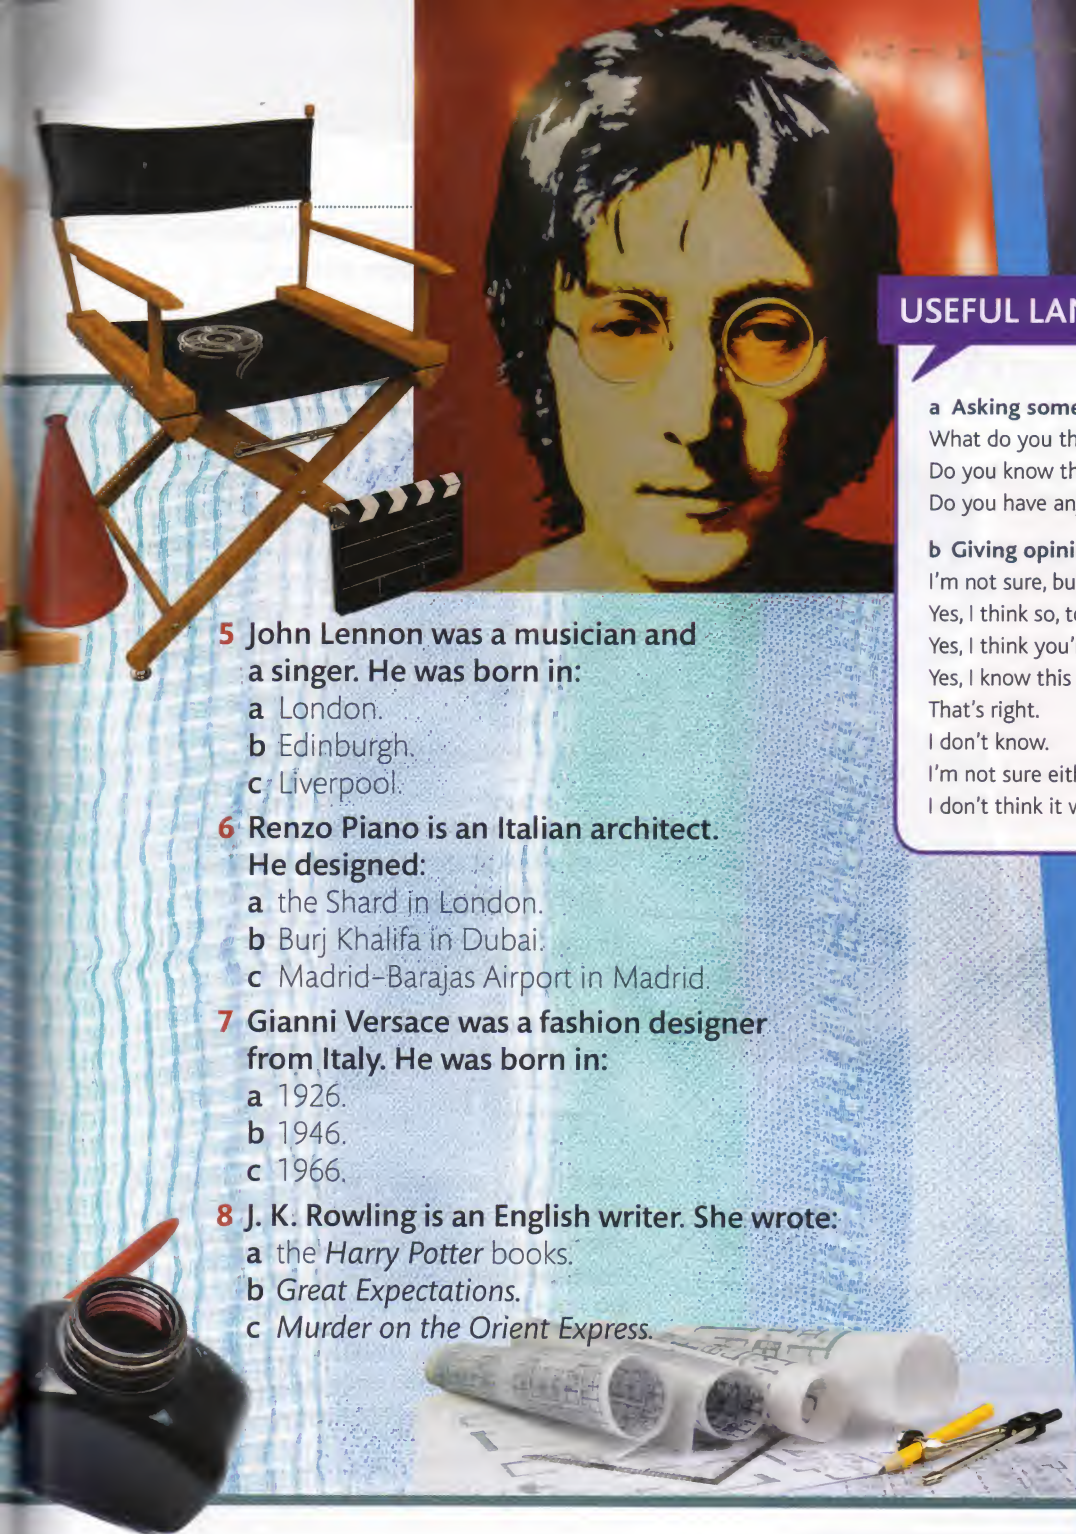 5 John Lennon was a musician and
a singer. He was born in:
a London.
b Edinburgh.
c Liverpool.
6 Renzo Piano is an Italian architect.
He designed:
a the Shard in London.
b Burj Khalifa in Dubai.
c Madrid–Barajas Airport in Madrid.
7 Gianni Versace was a fashion designer
from Italy. He was born in:
a 1926.
b 1946.
c 1966.
8 J. K. Rowling is an English writer. She wrote:
a the Harry Potter books.
b Great Expectations.
c Murder on the Orient Express.
USEFUL
a Asking
What do you
Do you know
Do you have
b Giving
I'm not sure,
Yes, I think so,
Yes, I think
Yes, I know this
That's right.
I don't know.
I'm not sure
I don't think it